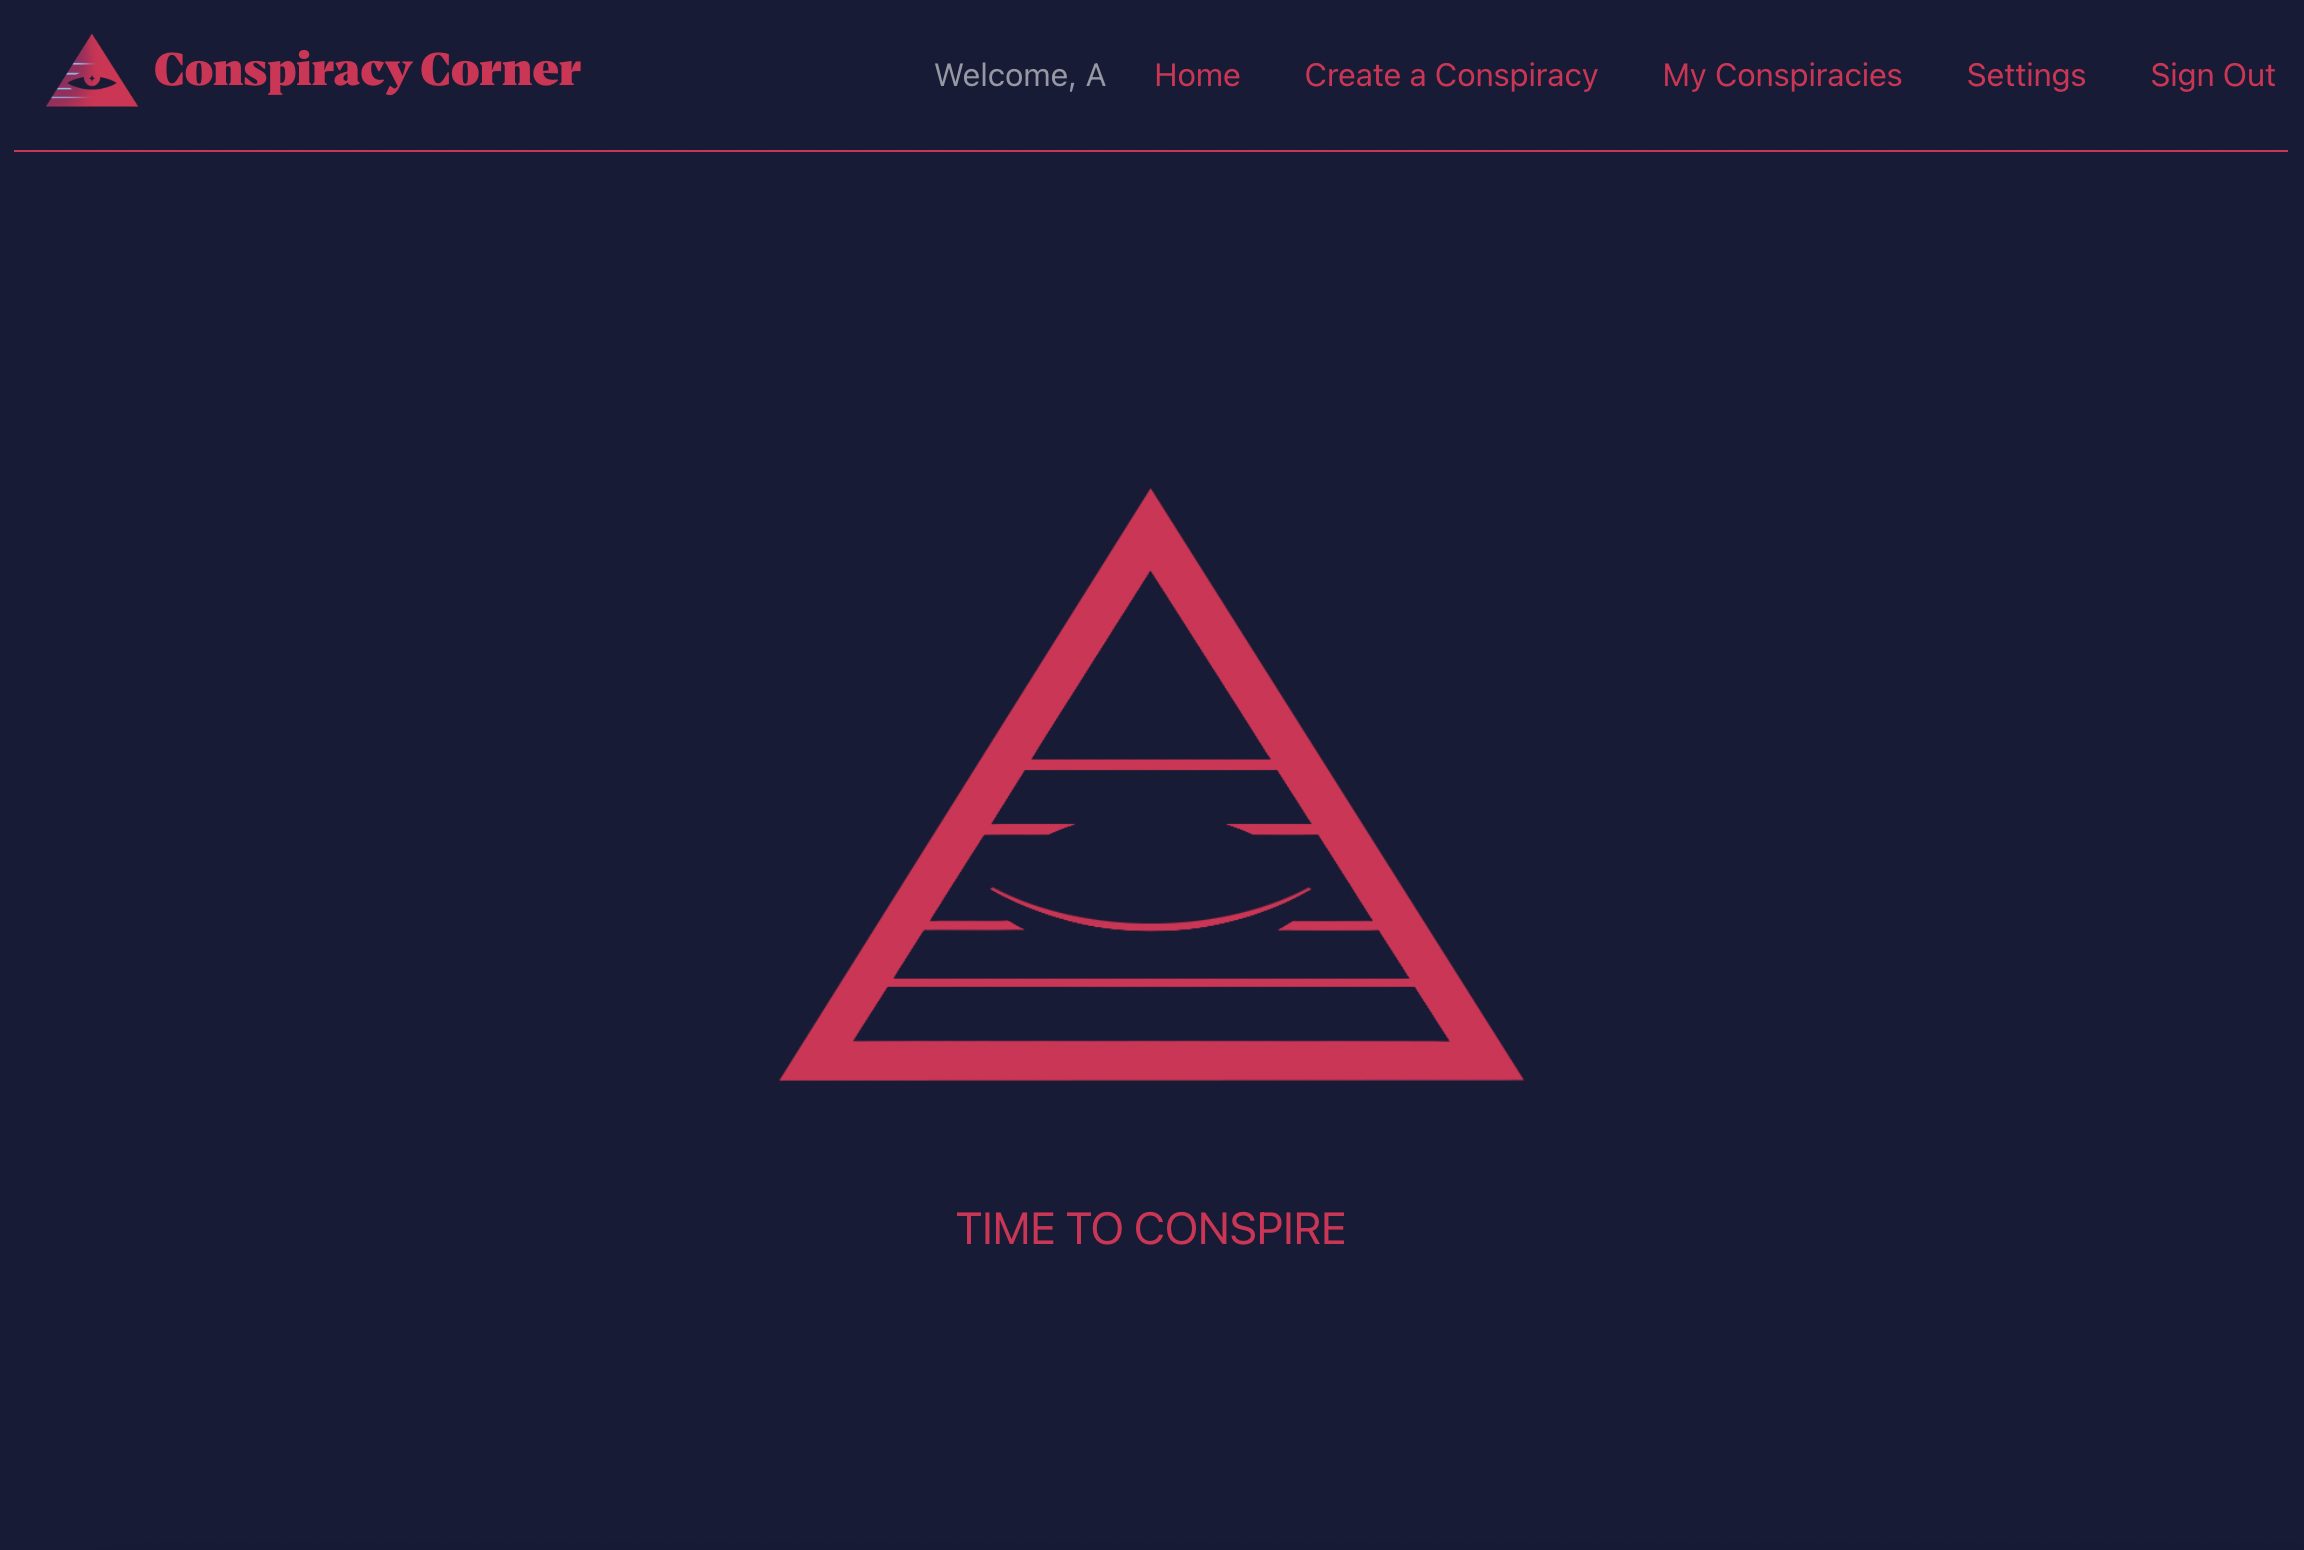 Conspiracy Corner
Welcome, A
Home
Create a Conspiracy
My Conspiracies
Settings
Sign Out
TIME TO CONSPIRE